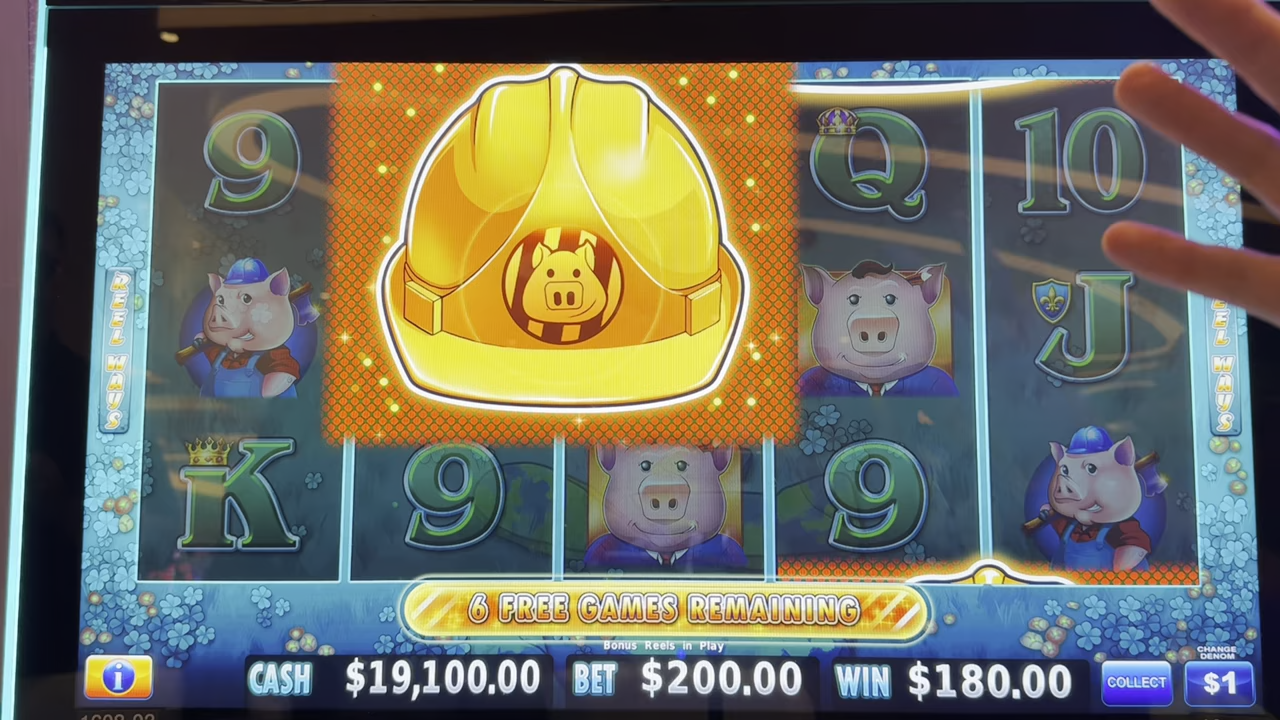 9
Q
10
REEL WAYS
J
REEL WAYS
K
9
9
6 FREE GAMES REMAINING
Bonus Reels in Play
CASH $19,100.00 BET $200.00 WIN $180.00
COLLECT
CHANGE
DENOM
$1